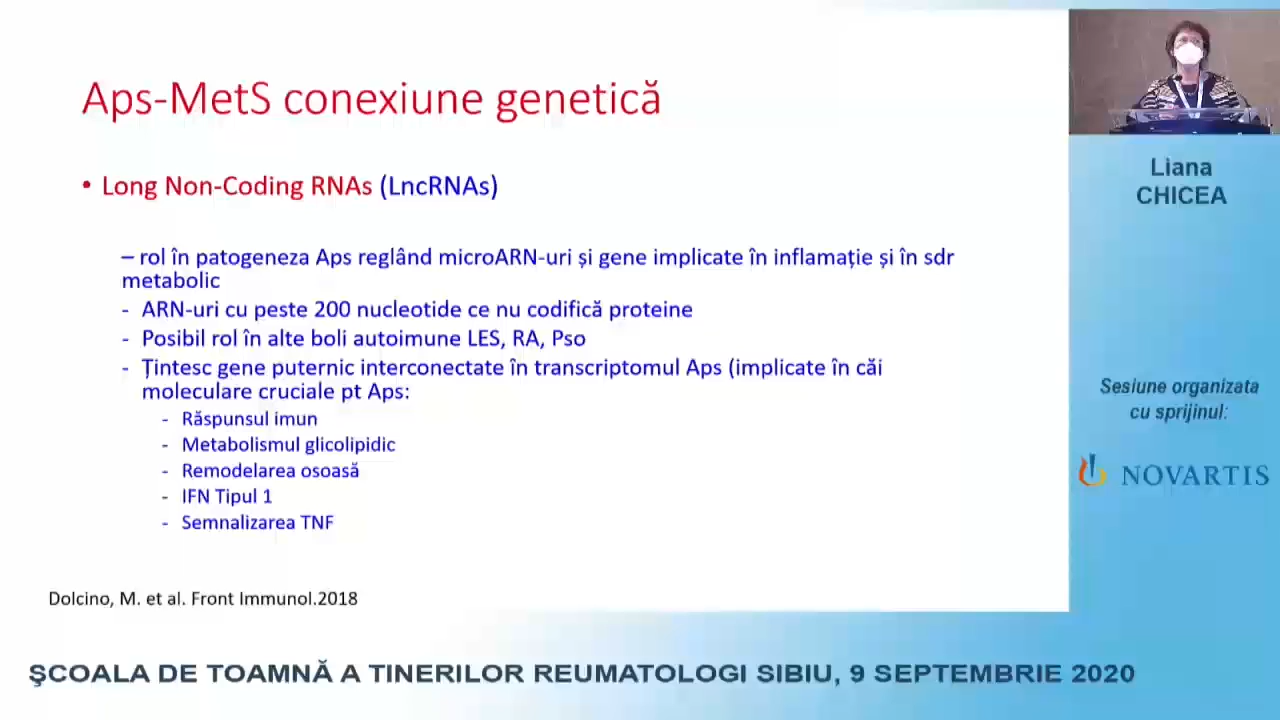 Aps-MetS conexiune genetică
• Long Non-Coding RNAs (LncRNAs)
– rol în patogeneza Aps reglând microARN-uri și gene implicate în inflamație și în sdr
metabolic
- ARN-uri cu peste 200 nucleotide ce nu codifică proteine
- Posibil rol în alte boli autoimune LES, RA, Pso
- Țintesc gene puternic interconectate în transcriptomul Aps (implicate în căi
moleculare cruciale pt Aps:
- Răspunsul imun
- Metabolismul glicolipidic
- Remodelarea osoasă
- IFN Tipul 1
- Semnalizarea TNF
Dolcino, M. et al. Front Immunol.2018
Liana
CHICEA
Sesiune organizata
cu sprijinul:
NOVARTIS
ŞCOALA DE TOAMNĂ A TINERILOR REUMATOLOGI SIBIU, 9 SEPTEMBRIE 2020